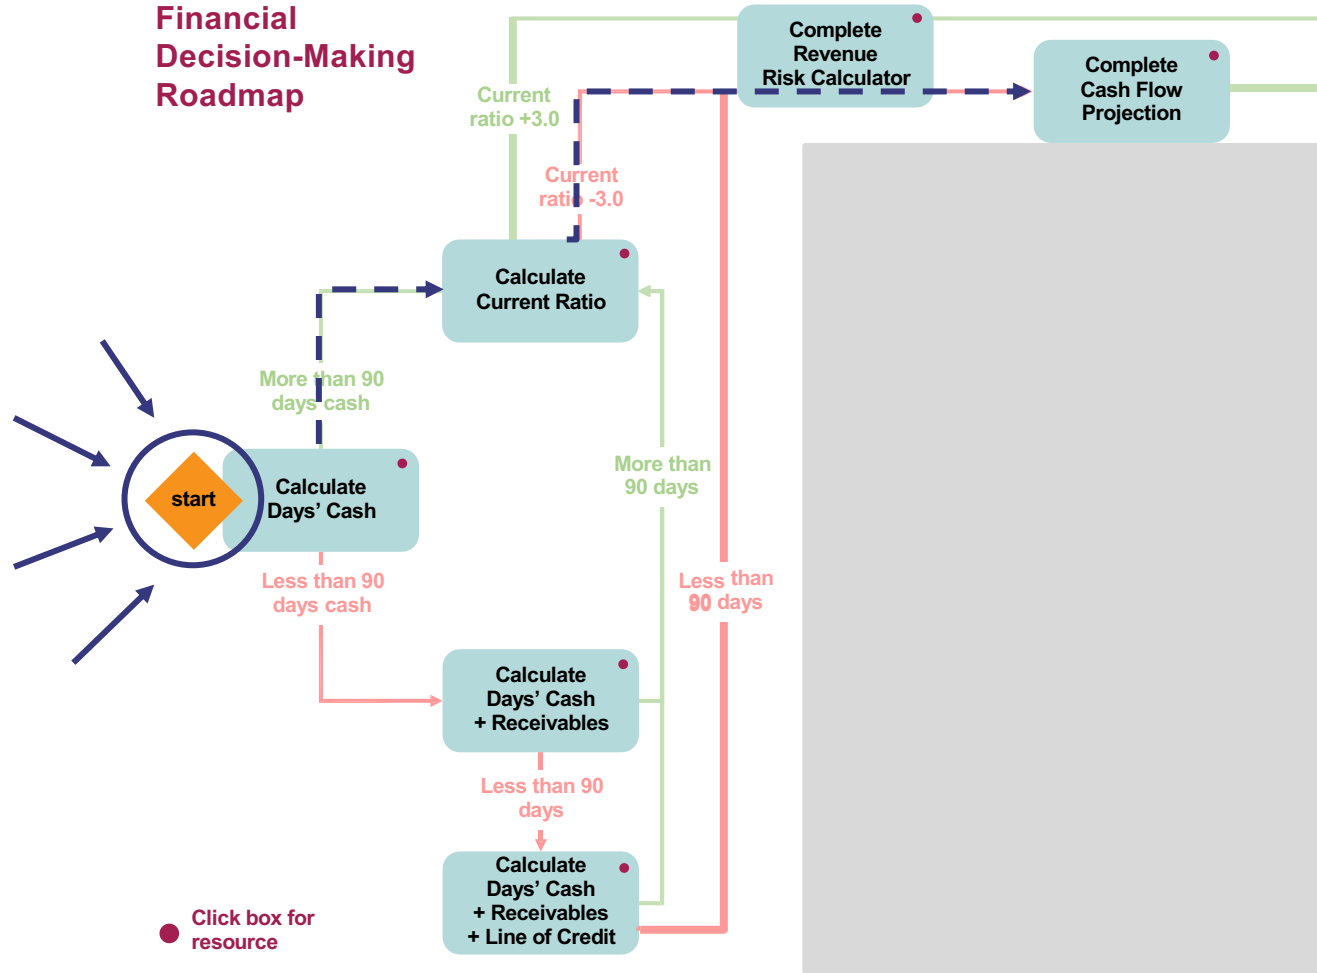 Financial
Decision-Making
Roadmap
Complete
Revenue
Risk Calculator
Complete
Cash Flow
Projection
Current
ratio +3.0
Current
ratio -3.0
Calculate
Current Ratio
More than 90
days cash
start
Calculate
Days’ Cash
More than
90 days
Less than 90
days cash
Less than
90 days
Calculate
Days’ Cash
+ Receivables
Less than 90
days
Calculate
Days’ Cash
+ Receivables
+ Line of Credit
Click box for
resource